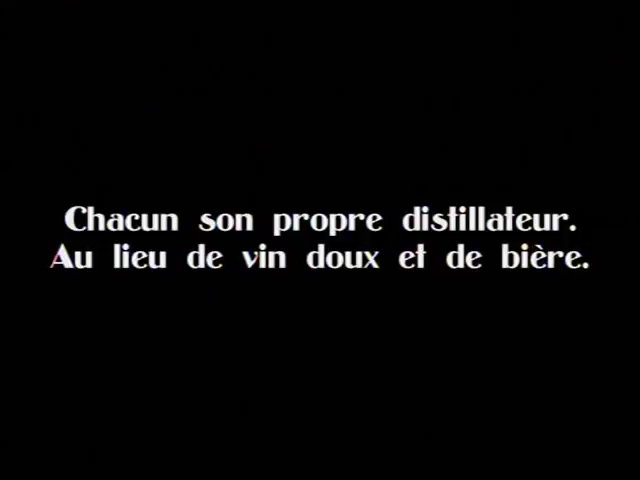 Chacun son propre distillateur.
Au lieu de vin doux et de bière.